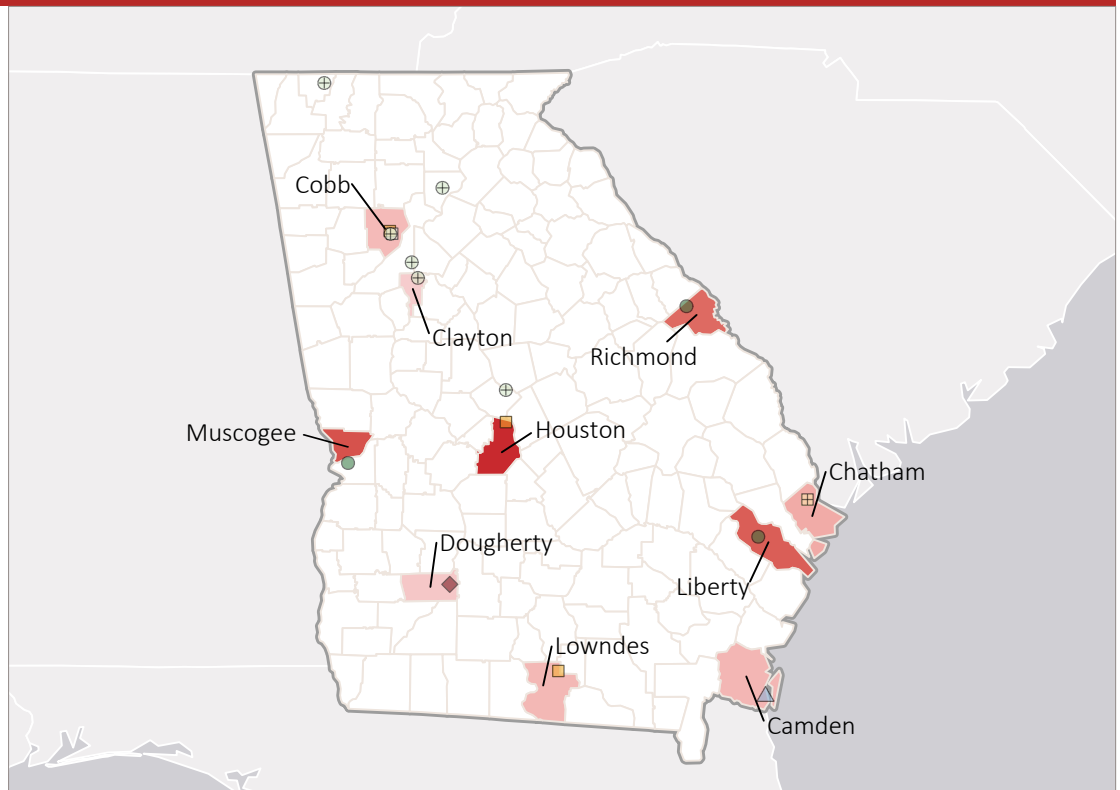 Cobb
Clayton
Richmond
Muscogee
Houston
Chatham
Dougherty
Liberty
Lowndes
Camden